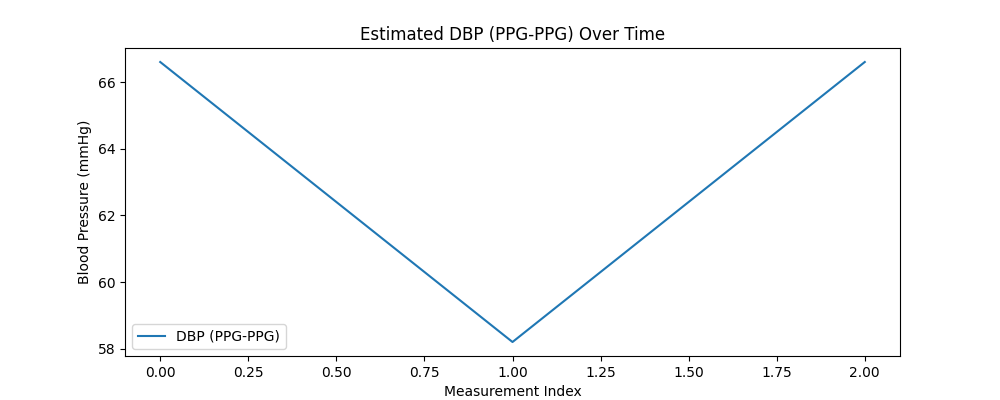 Estimated DBP (PPG-PPG) Over Time
Blood Pressure (mmHg)
66
64
62
60
58
DBP (PPG-PPG)
0.00 0.25 0.50 0.75 1.00 1.25 1.50 1.75 2.00
Measurement Index